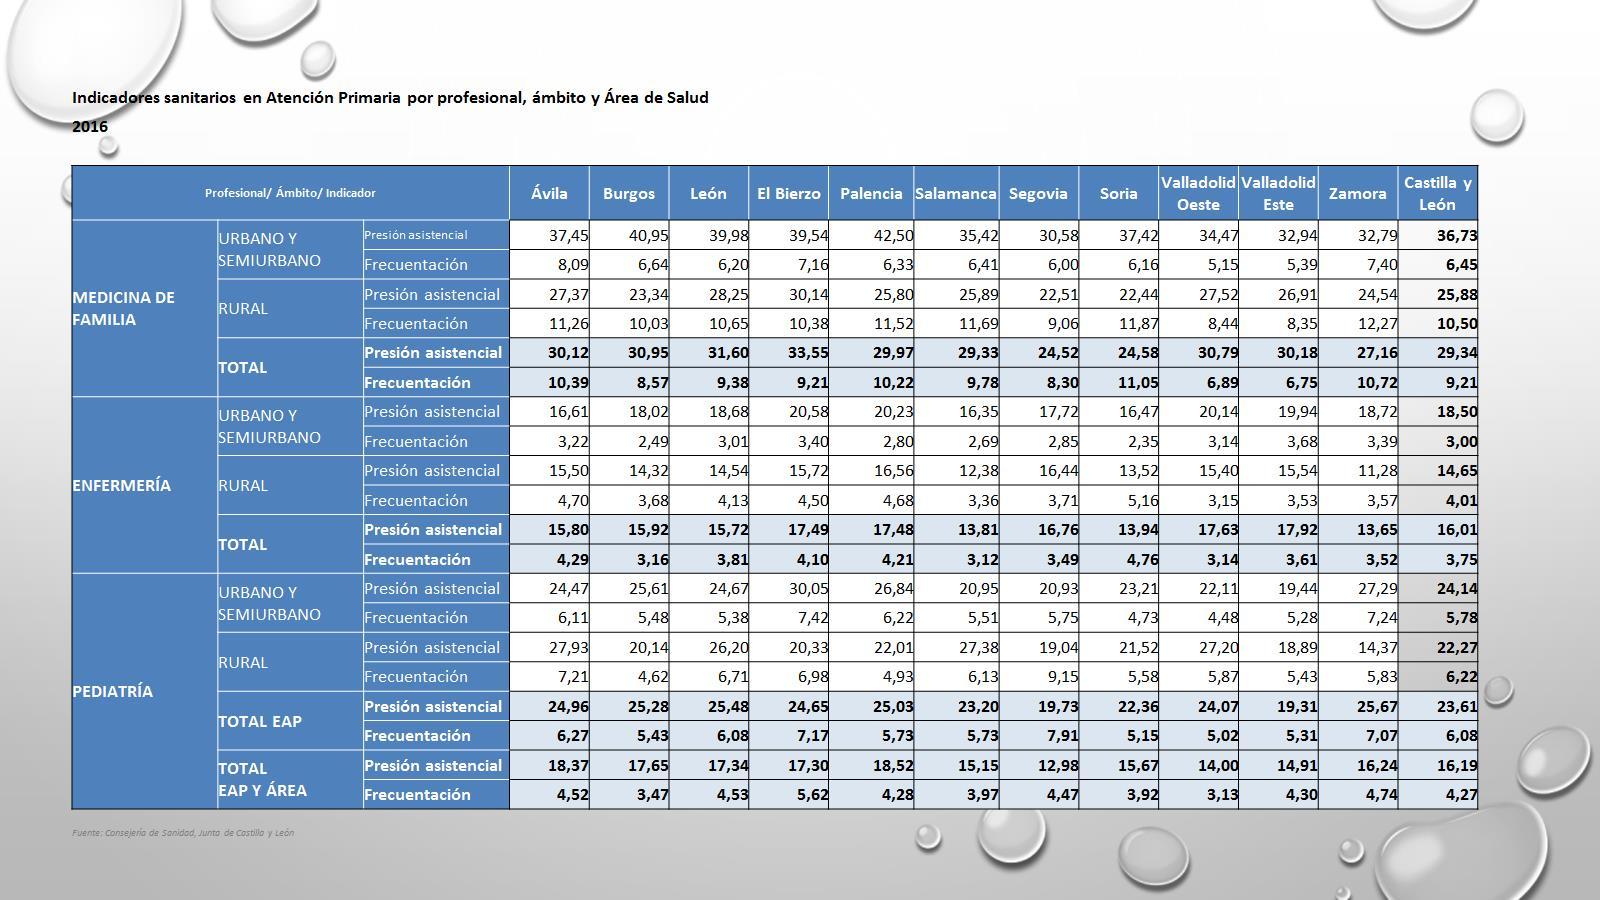 Indicadores sanitarios en Atención Primaria por profesional, ámbito y Área de Salud
2016
Profesional/ Ámbito/ Indicador Ávila Burgos León El Bierzo Palencia Salamanca Segovia Soria Valladolid Oeste Valladolid Este Zamora Castilla y León
MEDICINA DE FAMILIA
URBANO Y SEMIURBANO
Presión asistencial 37,45 40,95 39,98 39,54 42,50 35,42 30,58 37,42 34,47 32,94 32,79 36,73
Frecuentación 8,09 6,64 6,20 7,16 6,33 6,41 6,00 6,16 5,15 5,39 7,40 6,45
RURAL
Presión asistencial 27,37 23,34 28,25 30,14 25,80 25,89 22,51 22,44 27,52 26,91 24,54 25,88
Frecuentación 11,26 10,03 10,65 10,38 11,52 11,69 9,06 11,87 8,44 8,35 12,27 10,50
TOTAL
Presión asistencial 30,12 30,95 31,60 33,55 29,97 29,33 24,52 24,58 30,79 30,18 27,16 29,34
Frecuentación 10,39 8,57 9,38 9,21 10,22 9,78 8,30 11,05 6,89 6,75 10,72 9,21
ENFERMERÍA
URBANO Y SEMIURBANO
Presión asistencial 16,61 18,02 18,68 20,58 20,23 16,35 17,72 16,47 20,14 19,94 18,72 18,50
Frecuentación 3,22 2,49 3,01 3,40 2,80 2,69 2,85 2,35 3,14 3,68 3,39 3,00
RURAL
Presión asistencial 15,50 14,32 14,54 15,72 16,56 12,38 16,44 13,52 15,40 15,54 11,28 14,65
Frecuentación 4,70 3,68 4,13 4,50 4,68 3,36 3,71 5,16 3,15 3,53 3,57 4,01
TOTAL
Presión asistencial 15,80 15,92 15,72 17,49 17,48 13,81 16,76 13,94 17,63 17,92 13,65 16,01
Frecuentación 4,29 3,16 3,81 4,10 4,21 3,12 3,49 4,76 3,14 3,61 3,52 3,75
PEDIATRÍA
URBANO Y SEMIURBANO
Presión asistencial 24,47 25,61 24,67 30,05 26,84 20,95 20,93 23,21 22,11 19,44 27,29 24,14
Frecuentación 6,11 5,48 5,38 7,42 6,22 5,51 5,75 4,73 4,48 5,28 7,24 5,78
RURAL
Presión asistencial 27,93 20,14 26,20 20,33 22,01 27,38 19,04 21,52 27,20 18,89 14,37 22,27
Frecuentación 7,21 4,62 6,71 6,98 4,93 6,13 9,15 5,58 5,87 5,43 5,83 6,22
TOTAL EAP
Presión asistencial 24,96 25,28 25,48 24,65 25,03 23,20 19,73 22,36 24,07 19,31 25,67 23,61
Frecuentación 6,27 5,43 6,08 7,17 5,73 5,73 7,91 5,15 5,02 5,31 7,07 6,08
TOTAL
EAP Y ÁREA
Presión asistencial 18,37 17,65 17,34 17,30 18,52 15,15 12,98 15,67 14,00 14,91 16,24 16,19
Frecuentación 4,52 3,47 4,53 5,62 4,28 3,97 4,47 3,92 3,13 4,30 4,74 4,27
Fuente: Consejería de Sanidad, Junta de Castilla y León